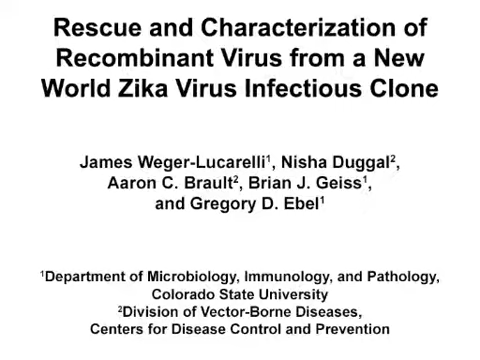 Rescue and Characterization of
Recombinant Virus from a New
World Zika Virus Infectious Clone
James Weger-Lucarelli¹, Nisha Duggal²,
Aaron C. Brault², Brian J. Geiss¹,
and Gregory D. Ebel¹
¹Department of Microbiology, Immunology, and Pathology,
Colorado State University
²Division of Vector-Borne Diseases,
Centers for Disease Control and Prevention